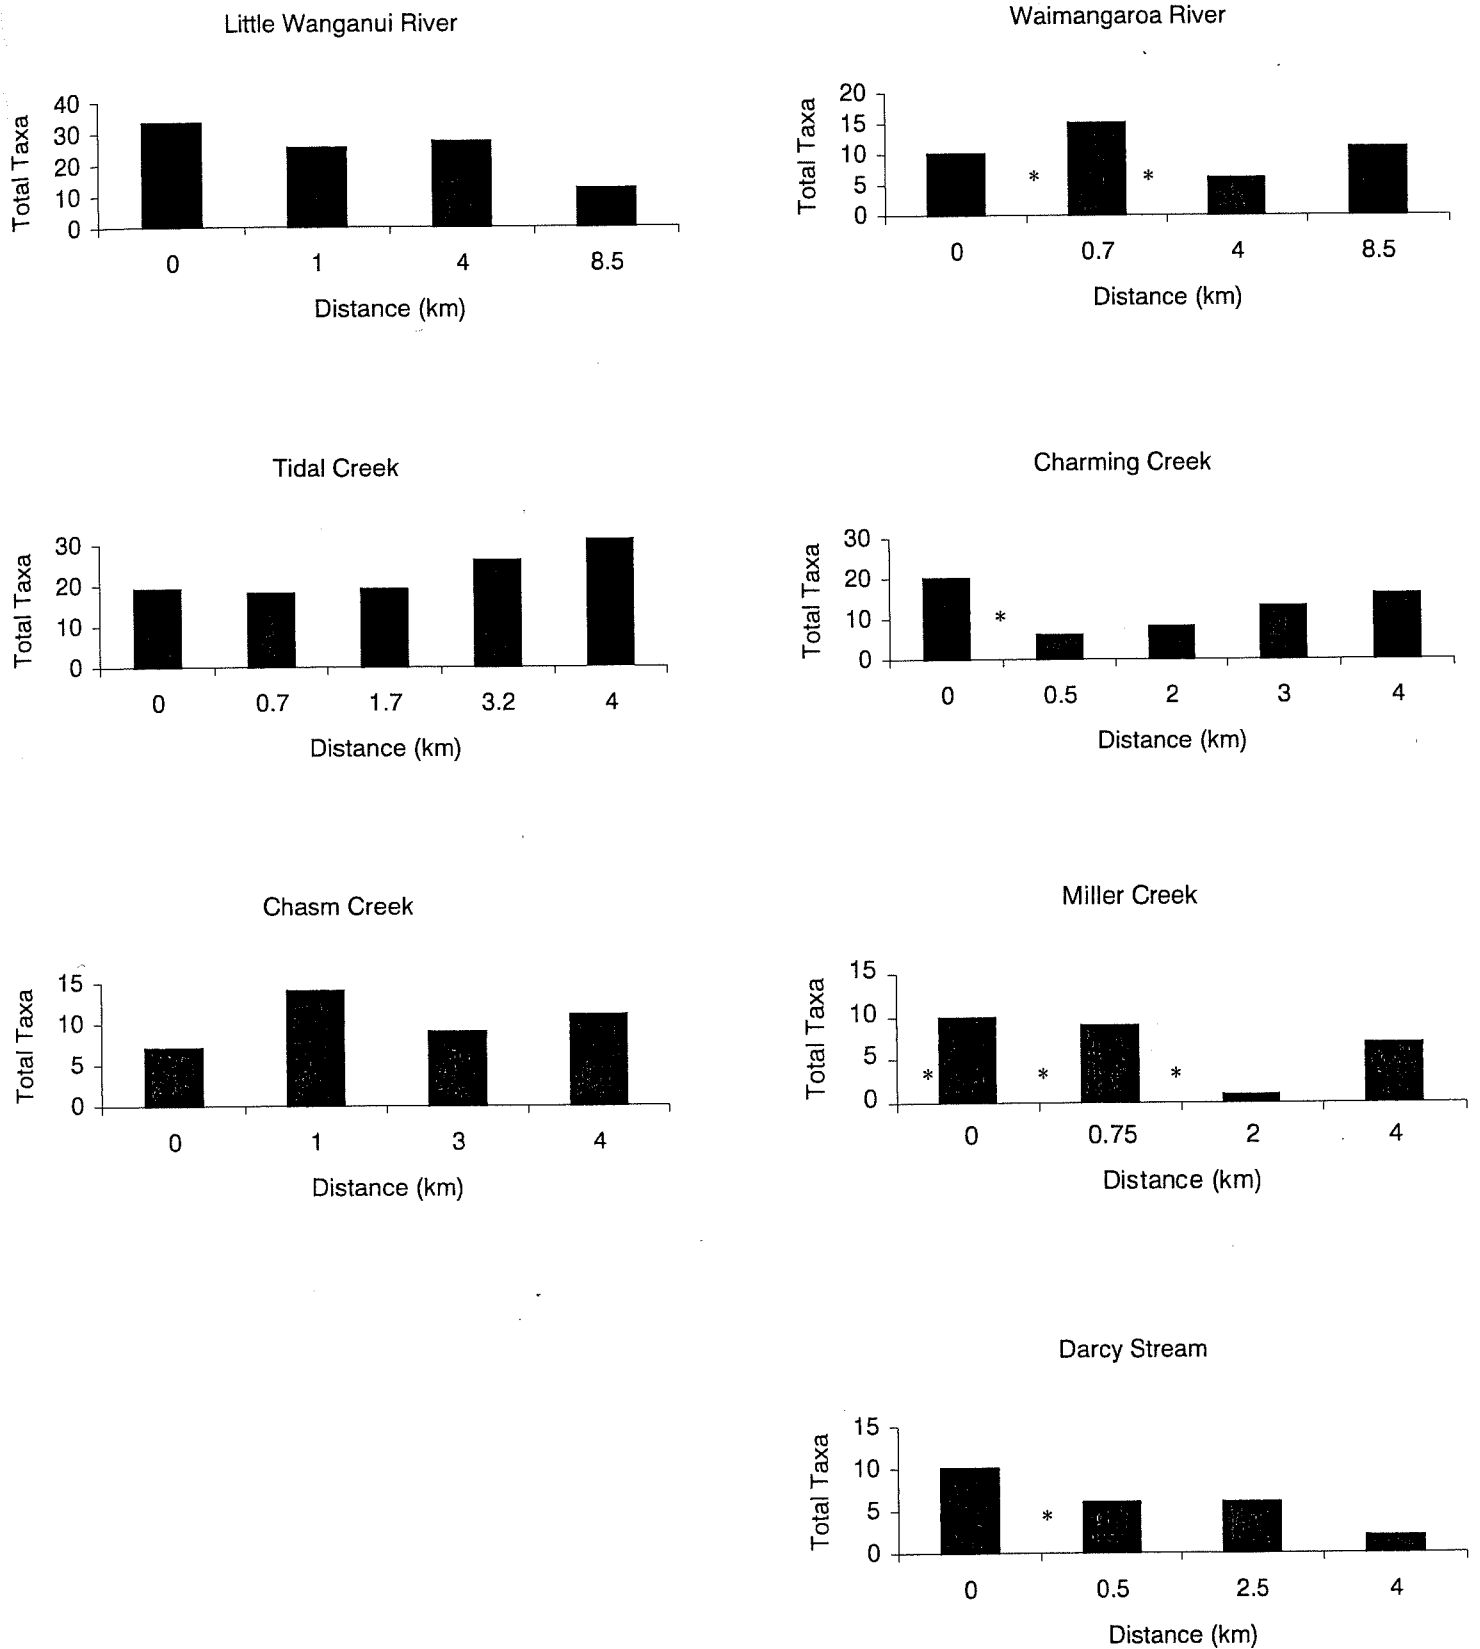 Little Wanganui River
Total Taxa
40
30
20
10
0
0 1 4 8.5
Distance (km)
Waimangaroa River
Total Taxa
20
15
10
5
0
* *
0 0.7 4 8.5
Distance (km)
Tidal Creek
Total Taxa
30
20
10
0
0 0.7 1.7 3.2 4
Distance (km)
Charming Creek
Total Taxa
30
20
10
0
*
0 0.5 2 3 4
Distance (km)
Chasm Creek
Total Taxa
15
10
5
0
0 1 3 4
Distance (km)
Miller Creek
Total Taxa
15
10
5
0
* * *
0 0.75 2 4
Distance (km)
Darcy Stream
Total Taxa
15
10
5
0
*
0 0.5 2.5 4
Distance (km)